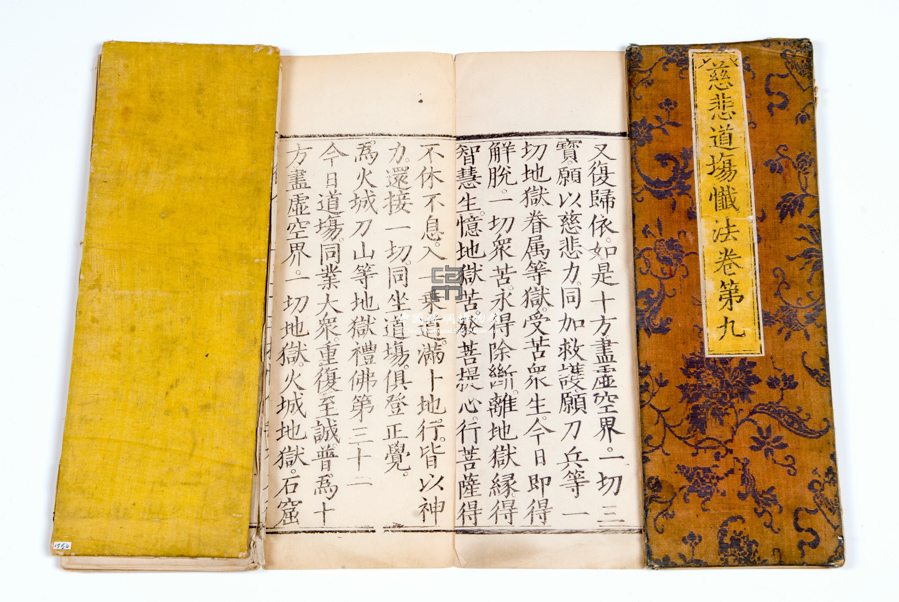 慈悲道場懺法卷第九
又復歸依。如是十方盡虛空界。一切三
寶。願以慈悲力。同加救護願刀兵等一
切地獄眷属等獄受苦衆生。今日即得
解脫。一切衆苦。永得除斷離地獄緣得
智慧生。憶地獄苦發菩提心。行菩薩得
不休不息。入一乘道。滿十地行。皆以神
力。還接一切。同坐道塲。俱登正覺。
爲火城刀山等地獄禮佛第三十二
今日道塲。同業大衆。重復至誠普爲十
方盡虛空界。一切地獄。火城地獄。石窟